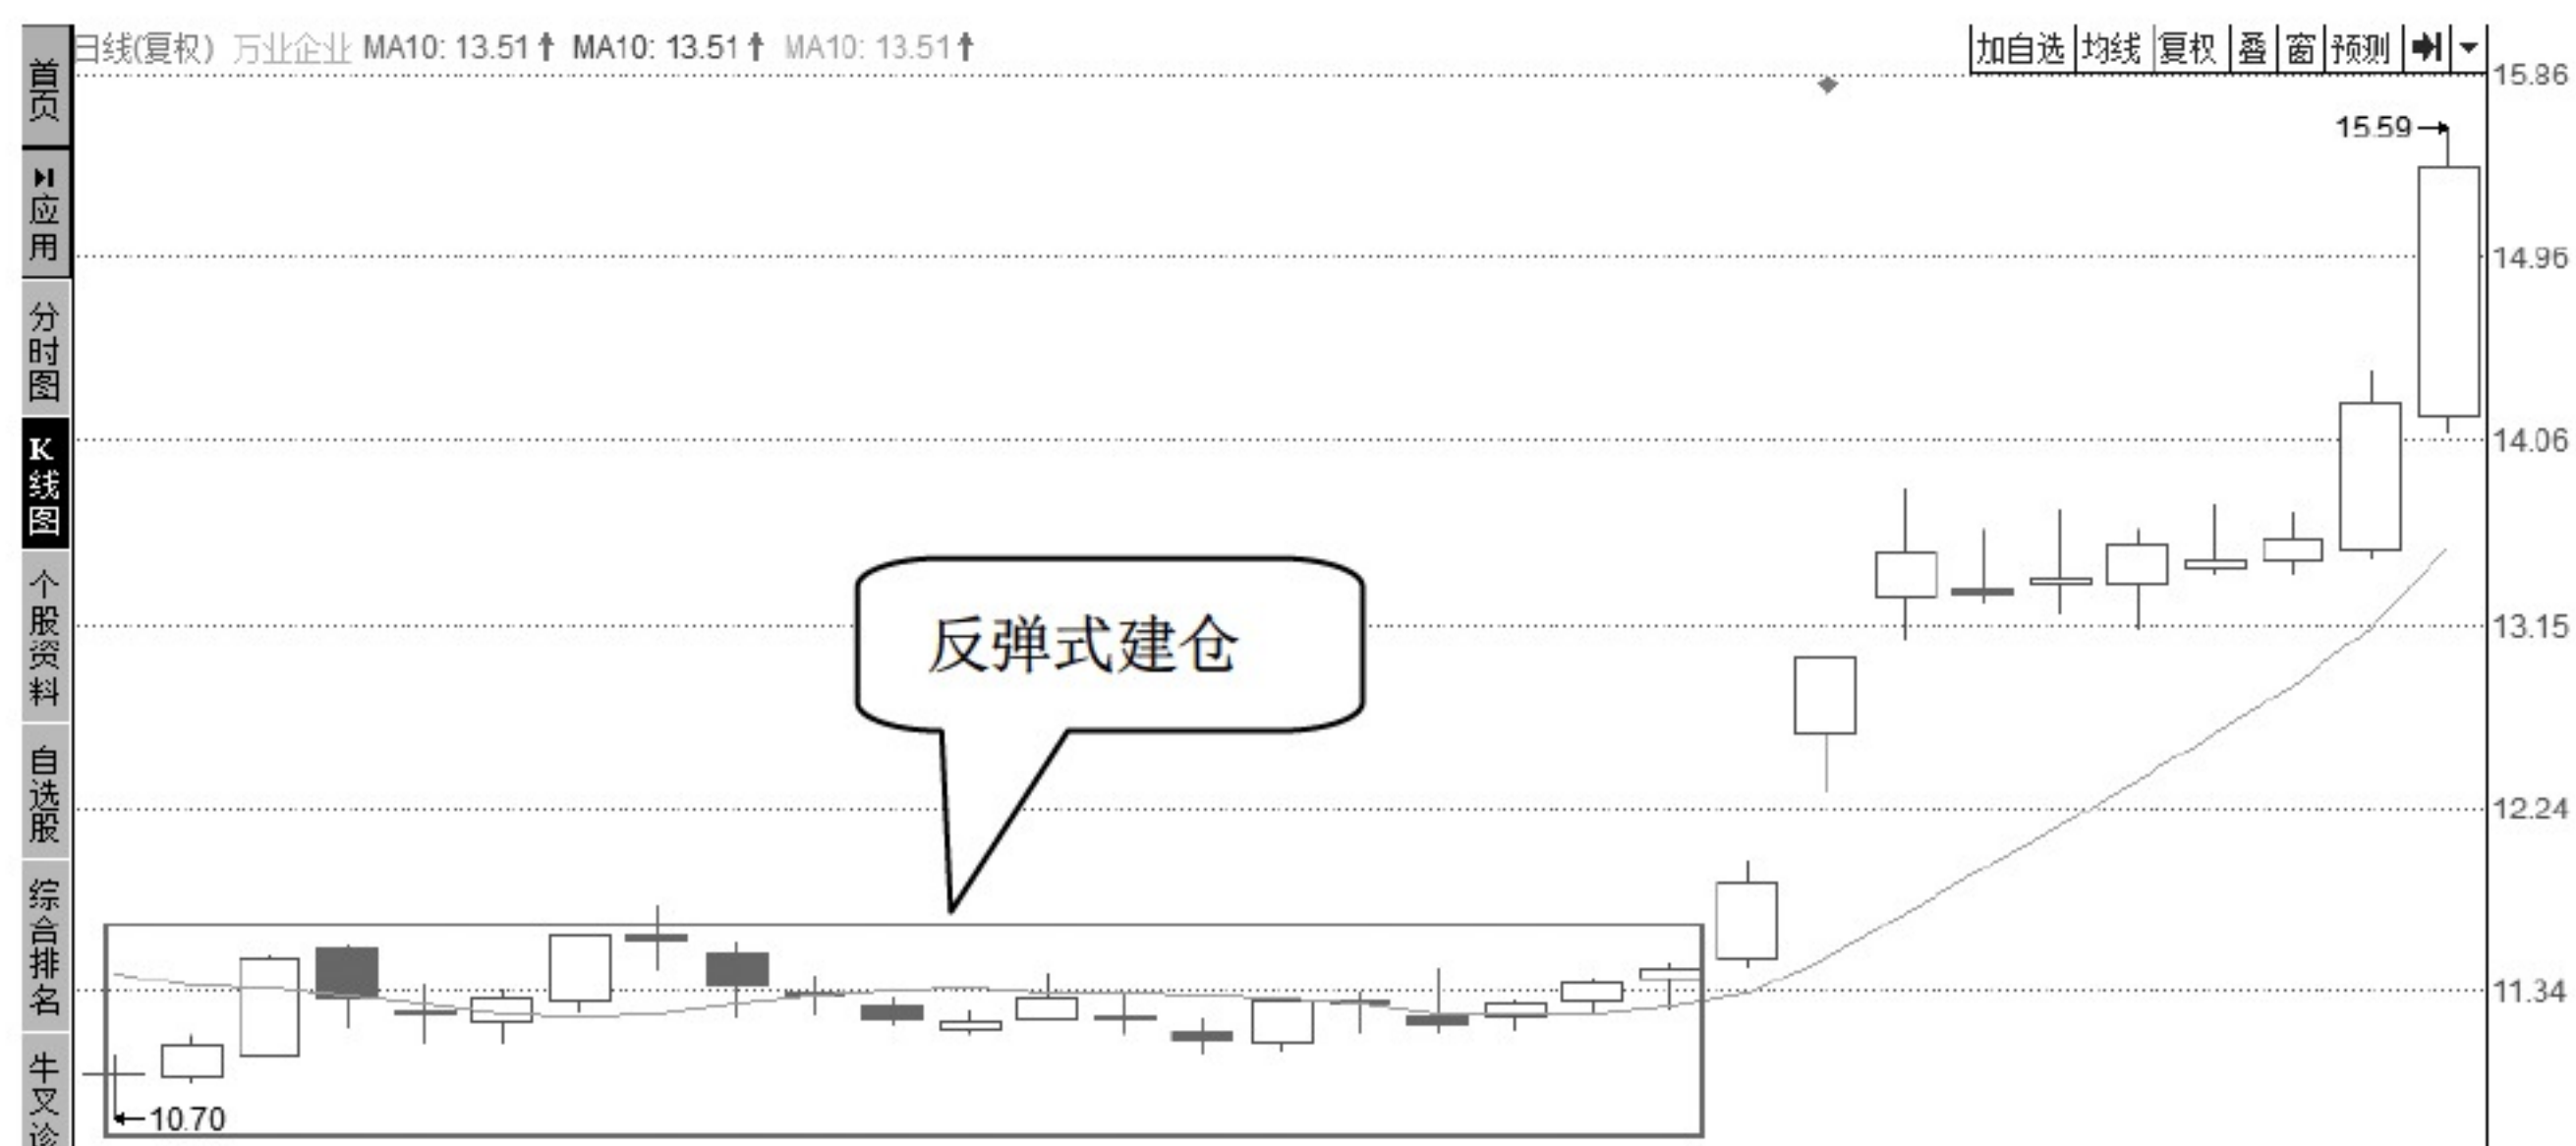 日线(复权) 万业企业 MA10: 13.51↑ MA10: 13.51↑ MA10: 13.51↑
加自选 均线 复权 叠 窗 预测
首页
应用
分时图
K线图
个股资料
自选股
综合排名
牛叉诊
15.86
15.59
14.96
14.06
反弹式建仓
13.15
12.24
11.34
10.70